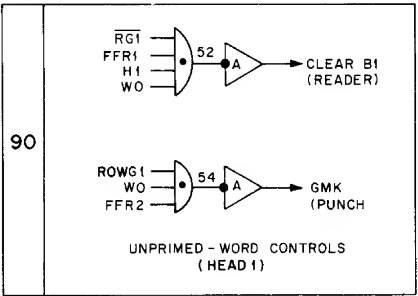 90
R̅G̅1̅
FFR1
H1
WO
52
A
CLEAR B1
(READER)
ROWG1
WO
FFR2
54
A
GMK
(PUNCH
UNPRIMED-WORD CONTROLS
(HEAD 1)